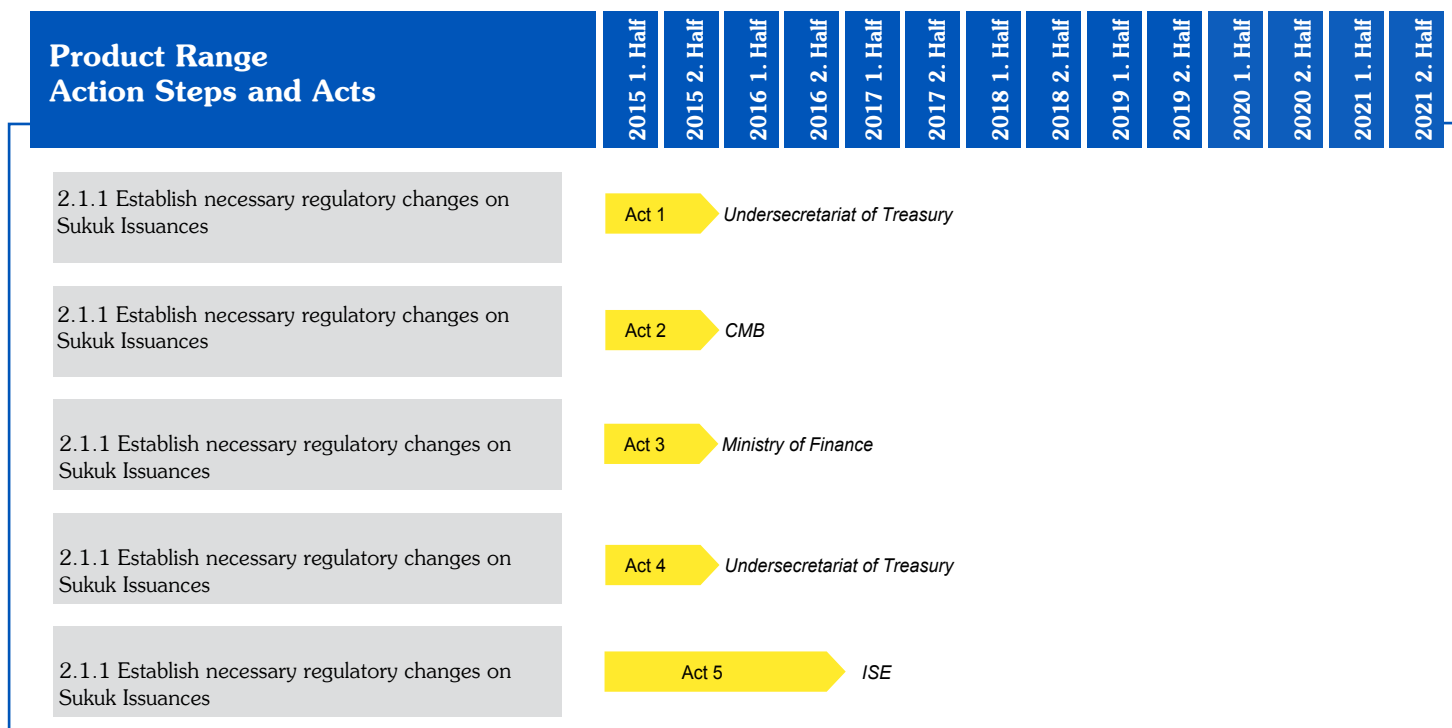 Product Range
Action Steps and Acts
2015 1. Half
2015 2. Half
2016 1. Half
2016 2. Half
2017 1. Half
2017 2. Half
2018 1. Half
2018 2. Half
2019 1. Half
2019 2. Half
2020 1. Half
2020 2. Half
2021 1. Half
2021 2. Half
2.1.1 Establish necessary regulatory changes on
Sukuk Issuances
Act 1
Undersecretariat of Treasury
2.1.1 Establish necessary regulatory changes on
Sukuk Issuances
Act 2
CMB
2.1.1 Establish necessary regulatory changes on
Sukuk Issuances
Act 3
Ministry of Finance
2.1.1 Establish necessary regulatory changes on
Sukuk Issuances
Act 4
Undersecretariat of Treasury
2.1.1 Establish necessary regulatory changes on
Sukuk Issuances
Act 5
ISE